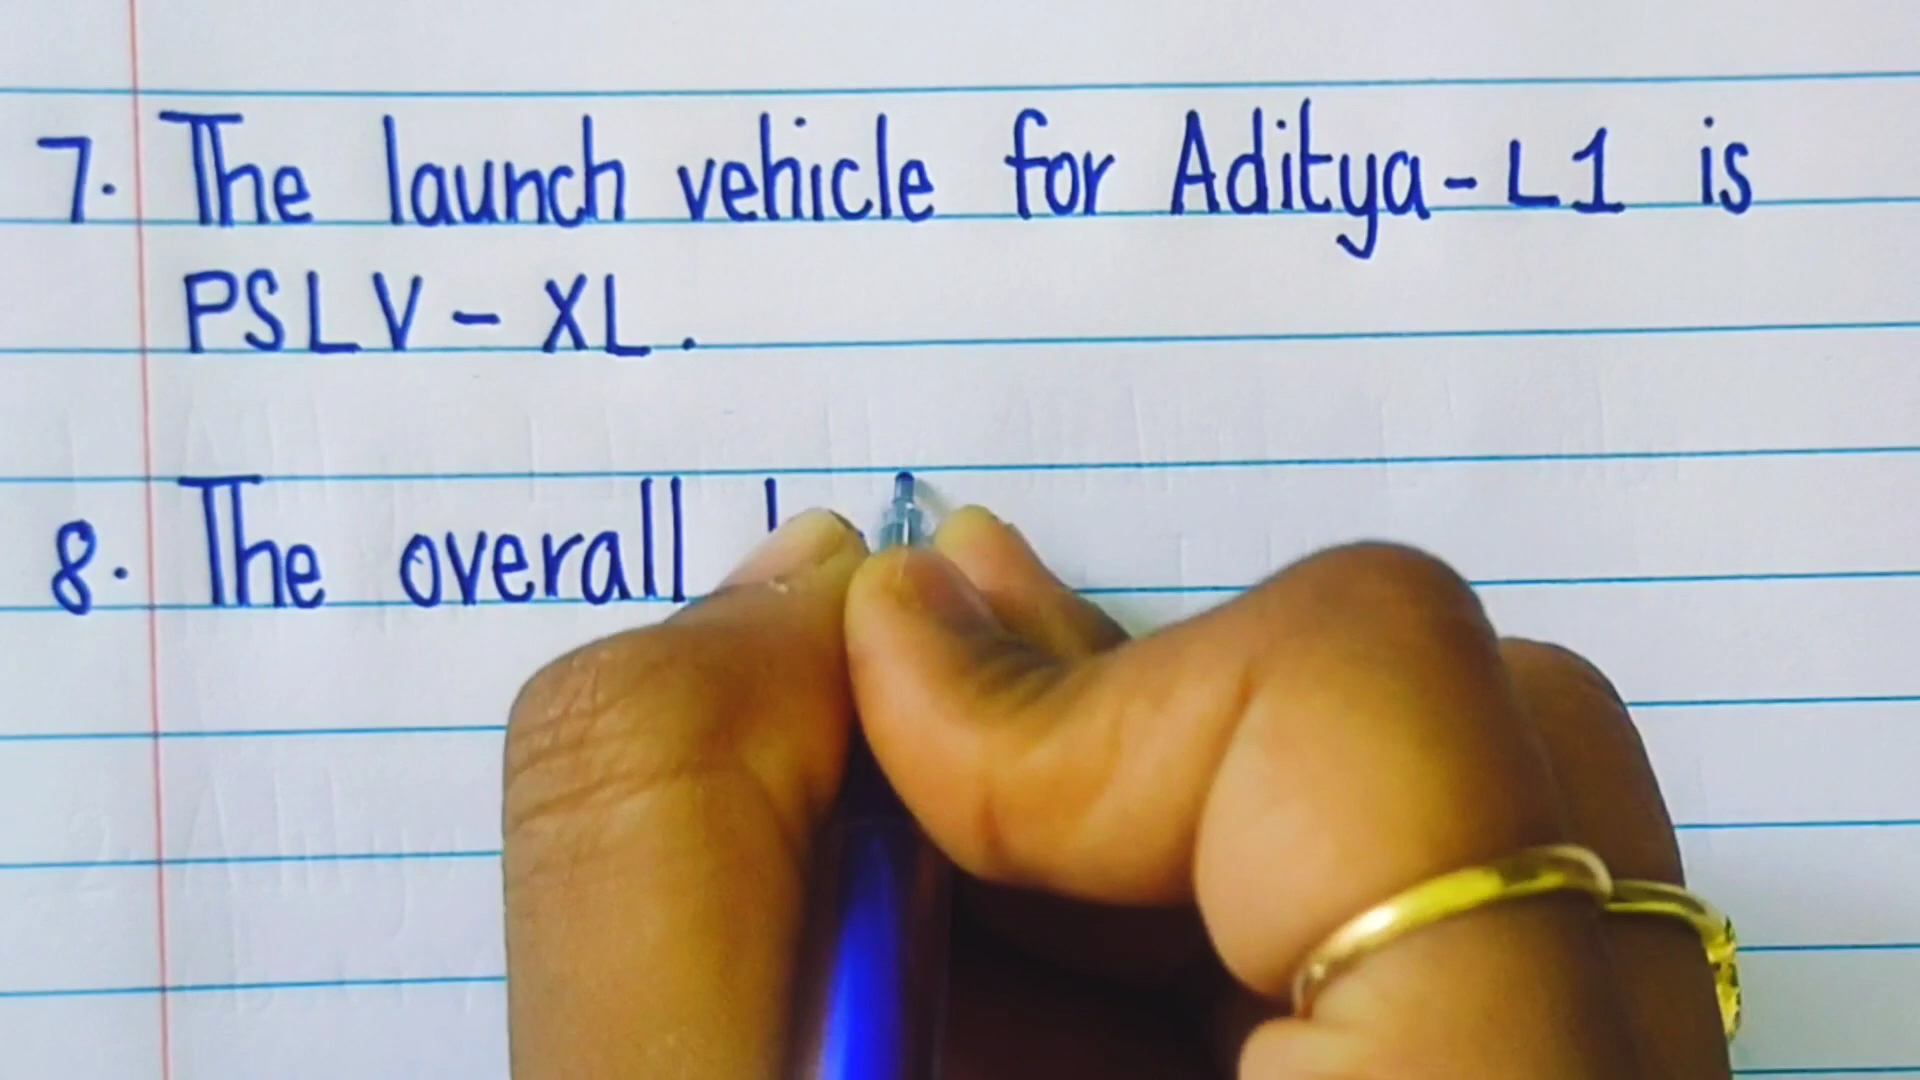 7. The launch vehicle for Aditya-L1 is
PSLV-XL.
8. The overall